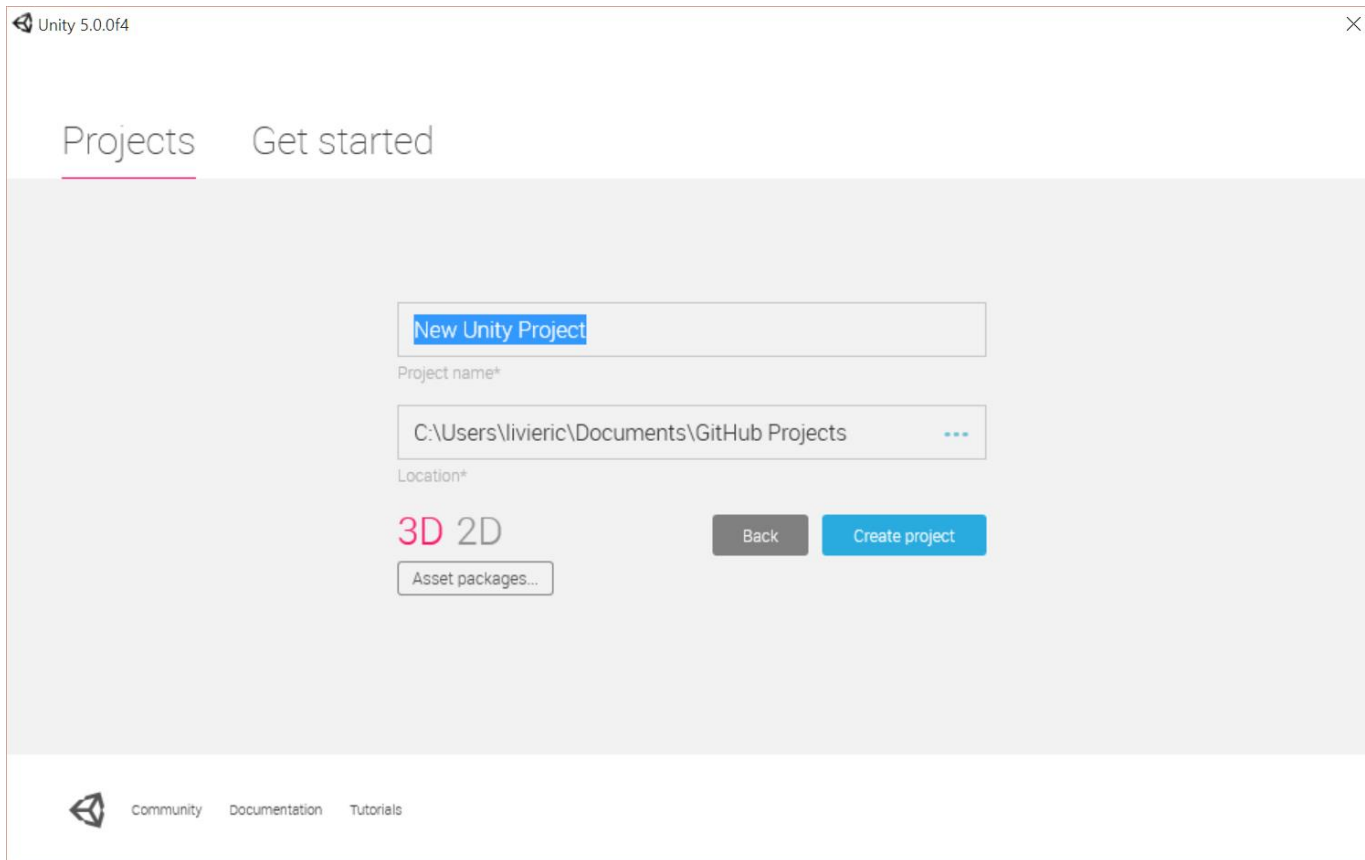 Unity 5.0.0f4
Projects Get started
New Unity Project
Project name*
C:\Users\livieric\Documents\GitHub Projects
Location*
3D 2D Back Create project
Asset packages...
Community Documentation Tutorials